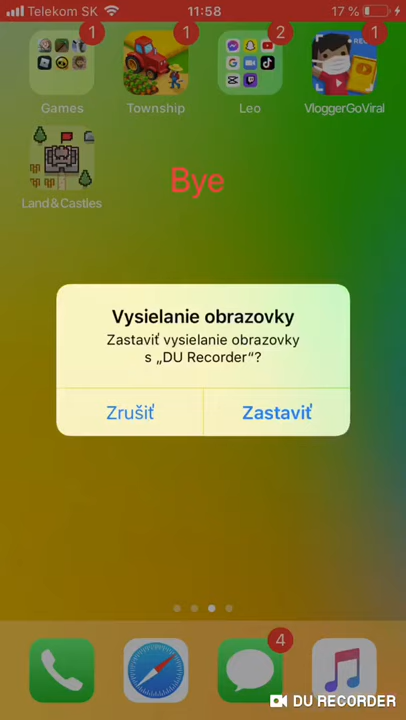 Telekom SK
11:58
17 %
1
1
2
1
Games
Township
Leo
VloggerGoViral
Land&Castles
Bye
Vysielanie obrazovky
Zastaviť vysielanie obrazovky
s „DU Recorder“?
Zrušiť
Zastaviť
4
DU RECORDER